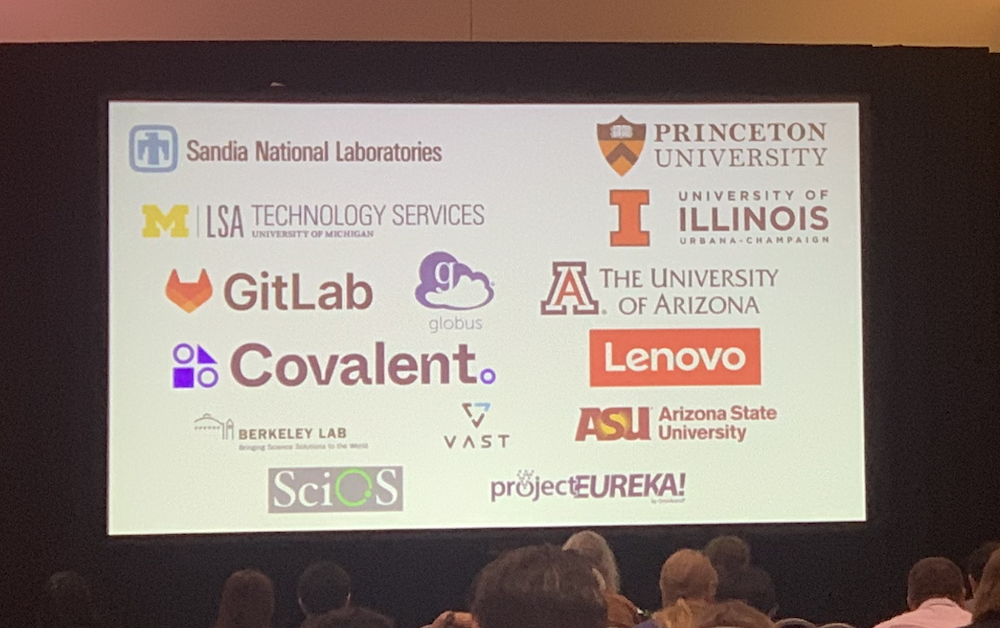 Sandia National Laboratories
PRINCETON
UNIVERSITY
M LSA TECHNOLOGY SERVICES
UNIVERSITY OF MICHIGAN
I UNIVERSITY OF
ILLINOIS
URBANA-CHAMPAIGN
GitLab
g
globus
A THE UNIVERSITY
OF ARIZONA
Covalent
Lenovo
BERKELEY LAB
Bringing Science Solutions to the World
VAST
ASU Arizona State
University
SciOS
projectEUREKA!